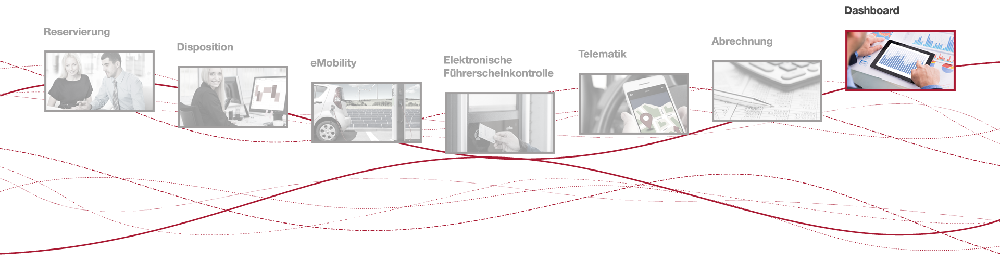 Reservierung
Disposition
eMobility
Elektronische
Führerscheinkontrolle
Telematik
Abrechnung
Dashboard